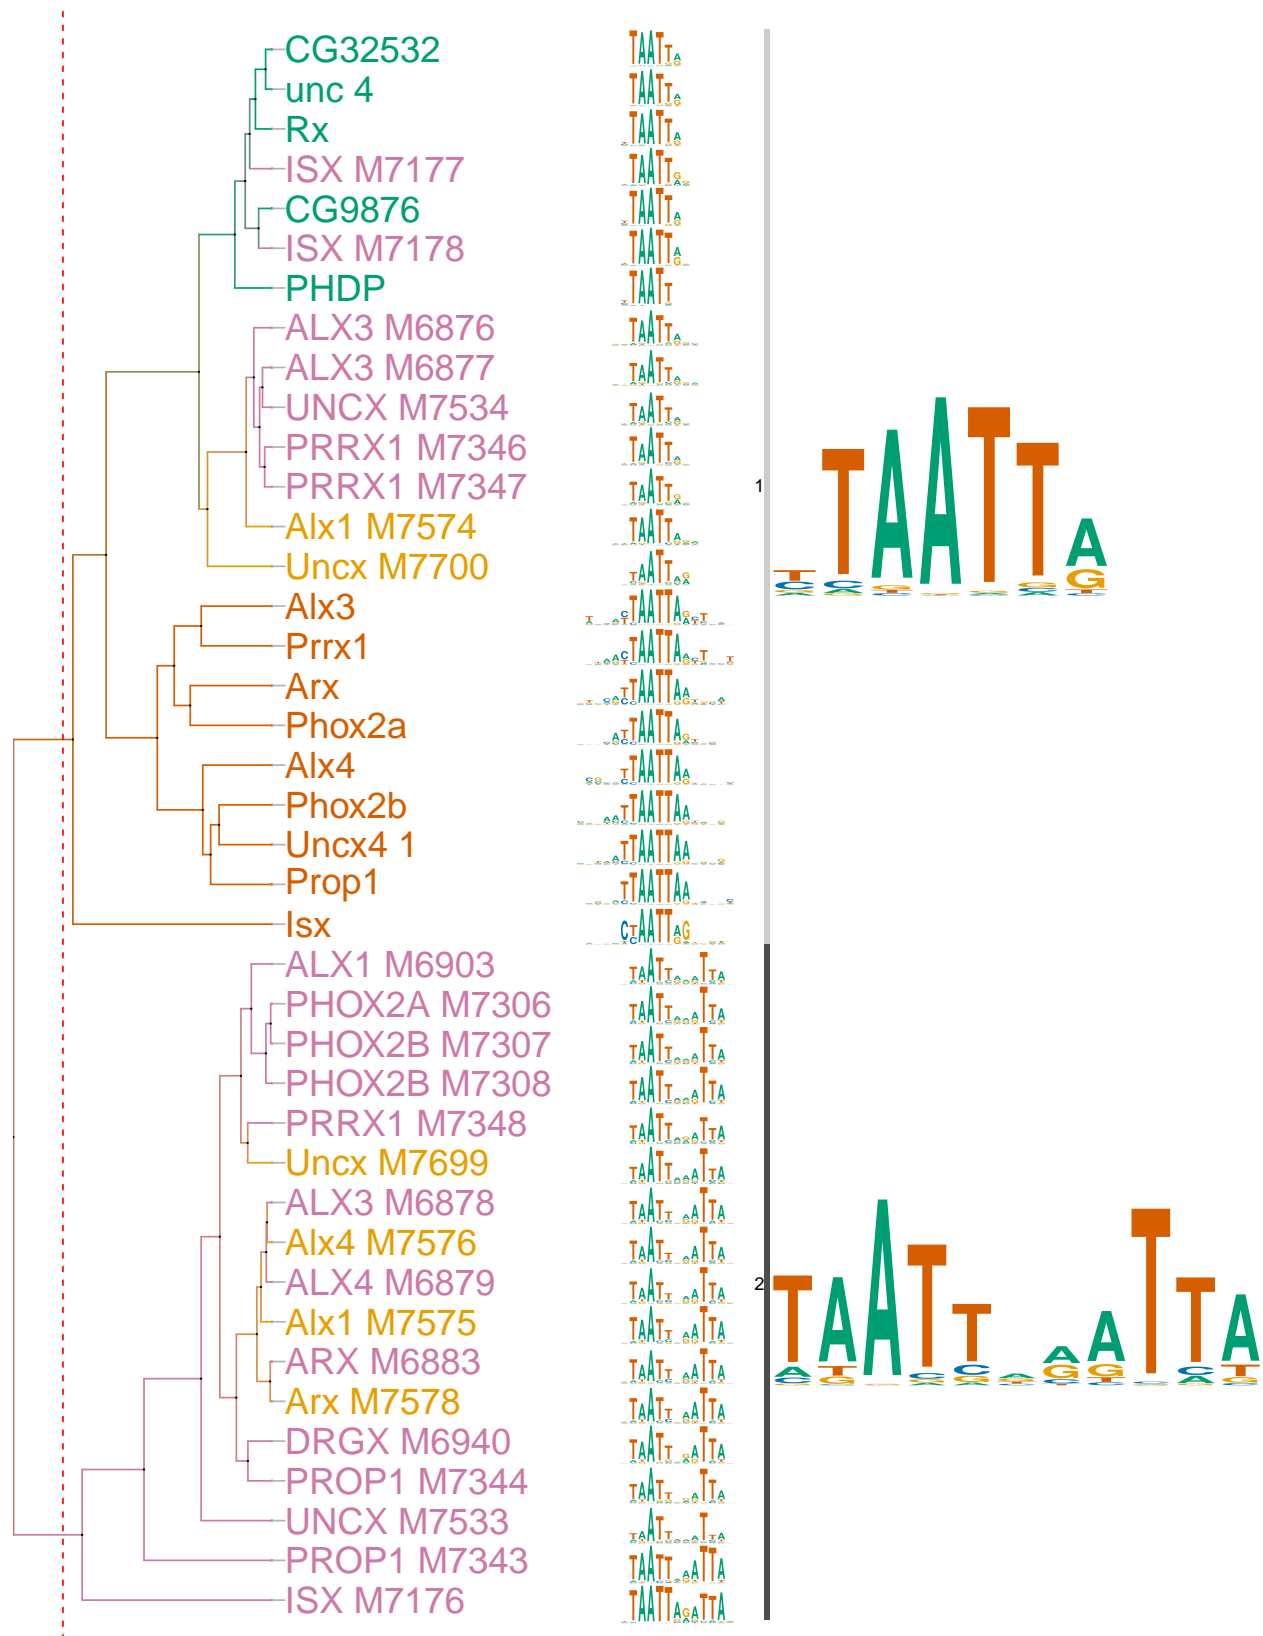 CG32532
unc 4
Rx
ISX M7177
CG9876
ISX M7178
PHDP
ALX3 M6876
ALX3 M6877
UNCX M7534
PRRX1 M7346
PRRX1 M7347
1
Alx1 M7574
Uncx M7700
TAATTA
Alx3
Prrx1
Arx
Phox2a
Alx4
Phox2b
Uncx4 1
Prop1
Isx
ALX1 M6903
PHOX2A M7306
PHOX2B M7307
PHOX2B M7308
PRRX1 M7348
Uncx M7699
ALX3 M6878
Alx4 M7576
ALX4 M6879
2
Alx1 M7575
ARX M6883
TAATTAAATTA
Arx M7578
DRGX M6940
PROP1 M7344
UNCX M7533
PROP1 M7343
ISX M7176